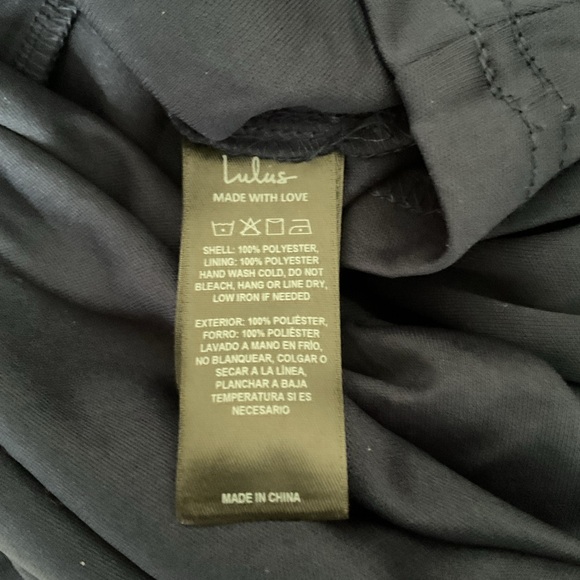 Lulus
MADE WITH LOVE
SHELL: 100% POLYESTER,
LINING: 100% POLYESTER
HAND WASH COLD, DO NOT
BLEACH, HANG OR LINE DRY,
LOW IRON IF NEEDED
EXTERIOR: 100% POLIÉSTER,
FORRO: 100% POLIÉSTER
LAVADO A MANO EN FRÍO,
NO BLANQUEAR, COLGAR O
SECAR A LA LÍNEA,
PLANCHAR A BAJA
TEMPERATURA SI ES
NECESARIO
MADE IN CHINA